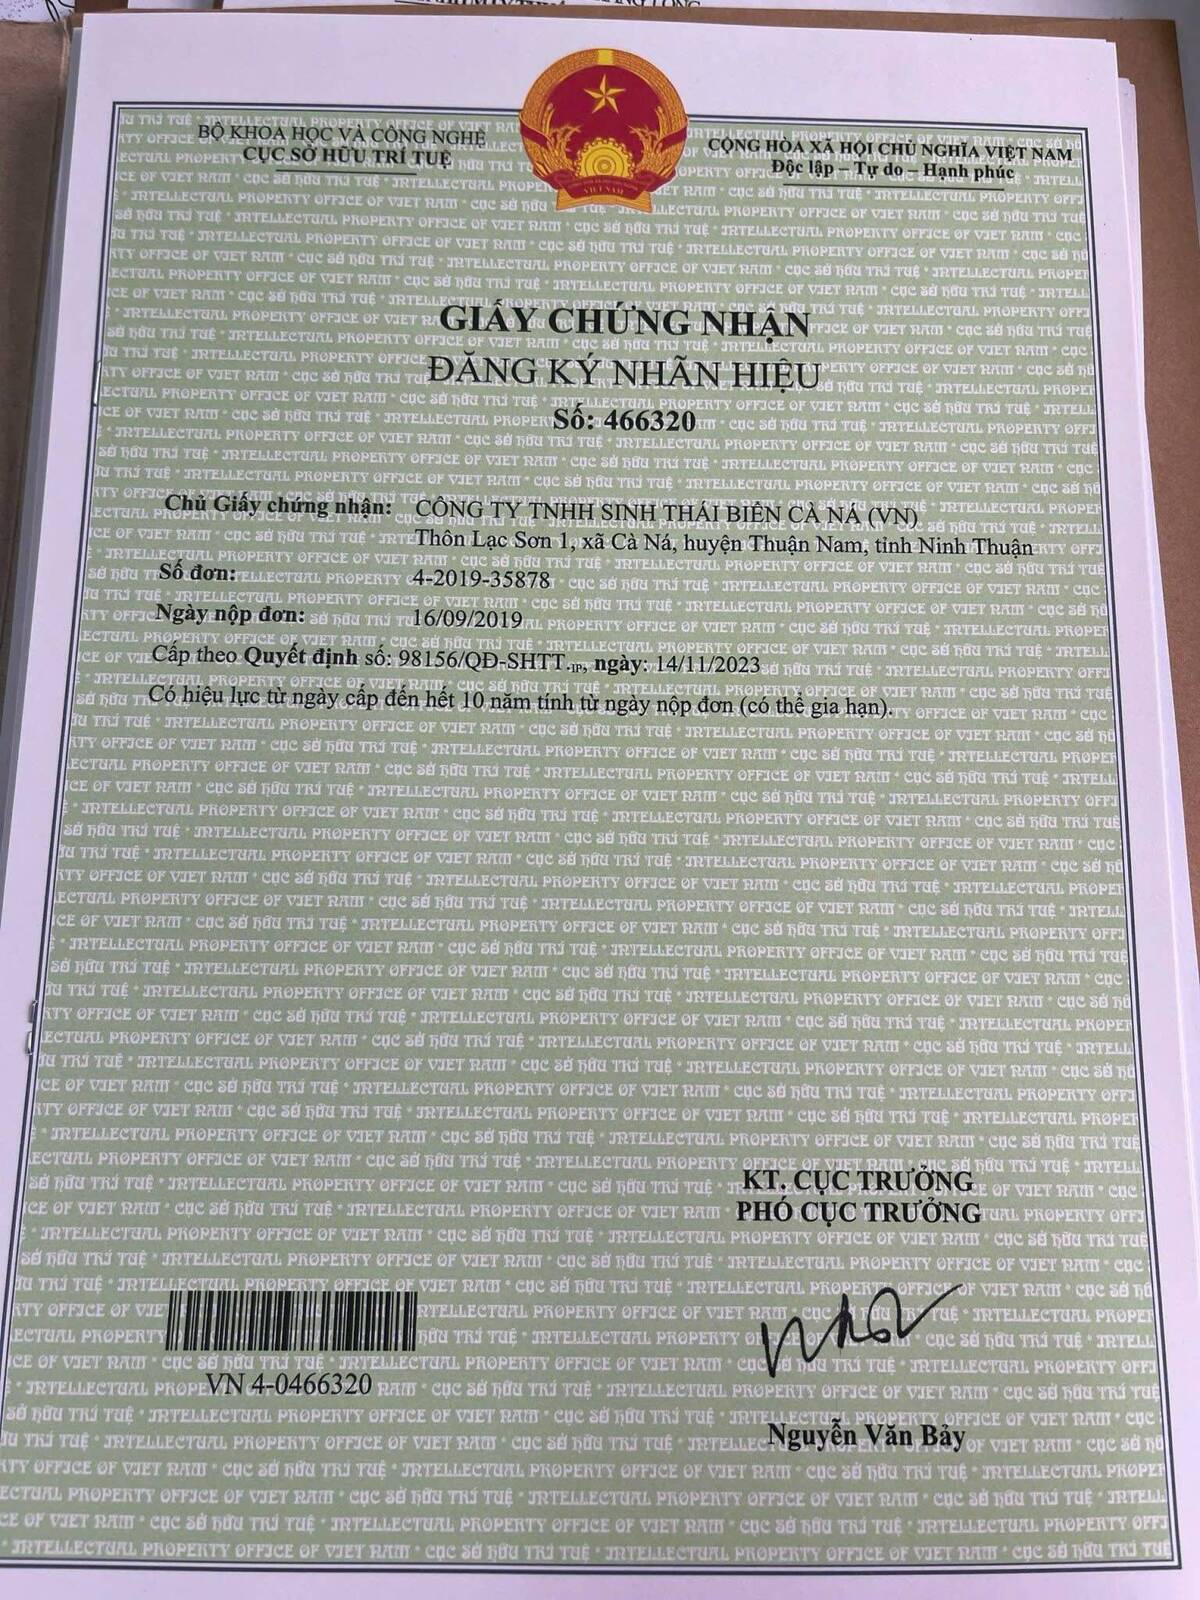 BỘ KHOA HỌC VÀ CÔNG NGHỆ
CỤC SỞ HỮU TRÍ TUỆ
CỘNG HÒA XÃ HỘI CHỦ NGHĨA VIỆT NAM
Độc lập – Tự do – Hạnh phúc
VIỆT NAM
GIẤY CHỨNG NHẬN
ĐĂNG KÝ NHÃN HIỆU
Số: 466320
Chủ Giấy chứng nhận: CÔNG TY TNHH SINH THÁI BIỂN CÀ NÁ (VN)
Thôn Lạc Sơn 1, xã Cà Ná, huyện Thuận Nam, tỉnh Ninh Thuận
Số đơn: 4-2019-35878
Ngày nộp đơn: 16/09/2019
Cấp theo Quyết định số: 98156/QĐ-SHTT.IP, ngày: 14/11/2023
Có hiệu lực từ ngày cấp đến hết 10 năm tính từ ngày nộp đơn (có thể gia hạn).
KT. CỤC TRƯỞNG
PHÓ CỤC TRƯỞNG
VN 4-0466320
Nguyễn Văn Bảy